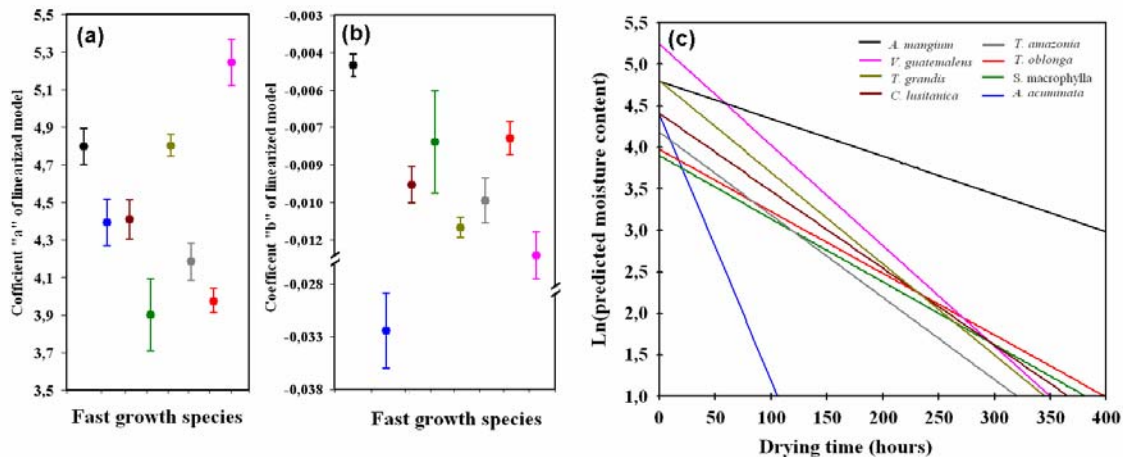 (a)
Cofficient "a" of linearizad model
5,5
5,3
5,1
4,9
4,7
4,5
4,3
4,1
3,9
3,7
3,5
Fast growth species
(b)
Coefficent "b" of linearized model
-0,003
-0,004
-0,006
-0,007
-0,009
-0,010
-0,012
-0,028
-0,033
-0,038
Fast growth species
(c)
Ln(predicted moisture content)
5,5
5,0
4,5
4,0
3,5
3,0
2,5
2,0
1,5
1,0
A. mangium
V. guatemalens
T. grandis
C. lusitanica
T. amazonia
T. oblonga
S. macrophylla
A. acuminata
0 50 100 150 200 250 300 350 400
Drying time (hours)